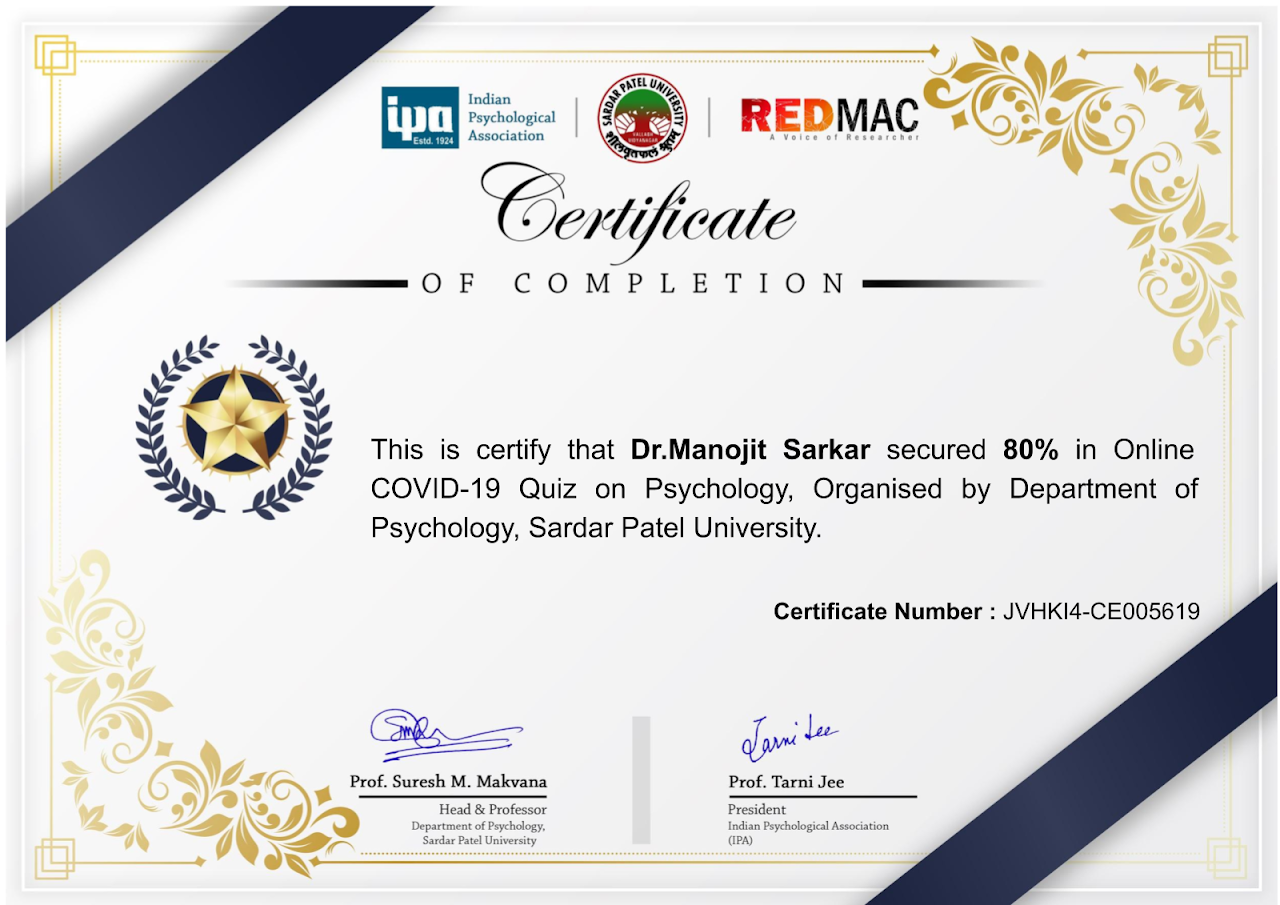 ipa
Estd. 1924
Indian
Psychological
Association
SARDAR PATEL UNIVERSITY
VALLABH
VIDYANAGAR
शीलवृत्तफलं श्रुतम्
REDMAC
A Voice of Researcher
Certificate
OF COMPLETION
This is certify that Dr.Manojit Sarkar secured 80% in Online
COVID-19 Quiz on Psychology, Organised by Department of
Psychology, Sardar Patel University.
Certificate Number : JVHKI4-CE005619
Tarni Jee
Prof. Suresh M. Makvana
Head & Professor
Department of Psychology,
Sardar Patel University
Prof. Tarni Jee
President
Indian Psychological Association
(IPA)